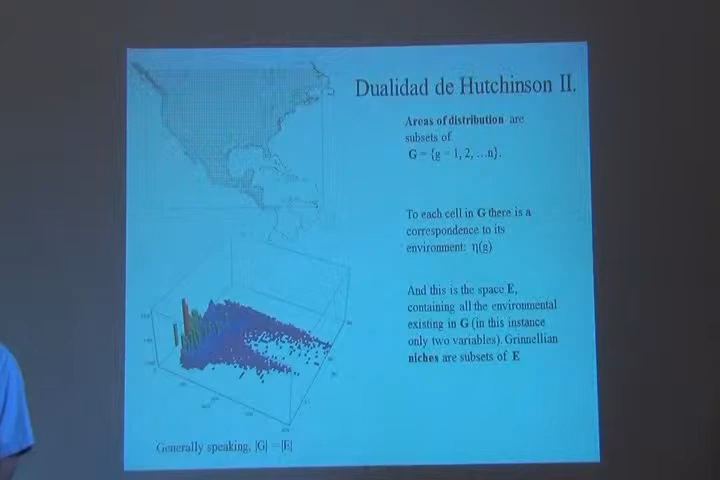 Dualidad de Hutchinson II.
Areas of distribution are
subsets of
G = {g = 1, 2, …n}.
To each cell in G there is a
correspondence to its
environment: η(g)
And this is the space E,
containing all the environmental
existing in G (in this instance
only two variables). Grinnellian
niches are subsets of E
Generally speaking, |G| = |E|